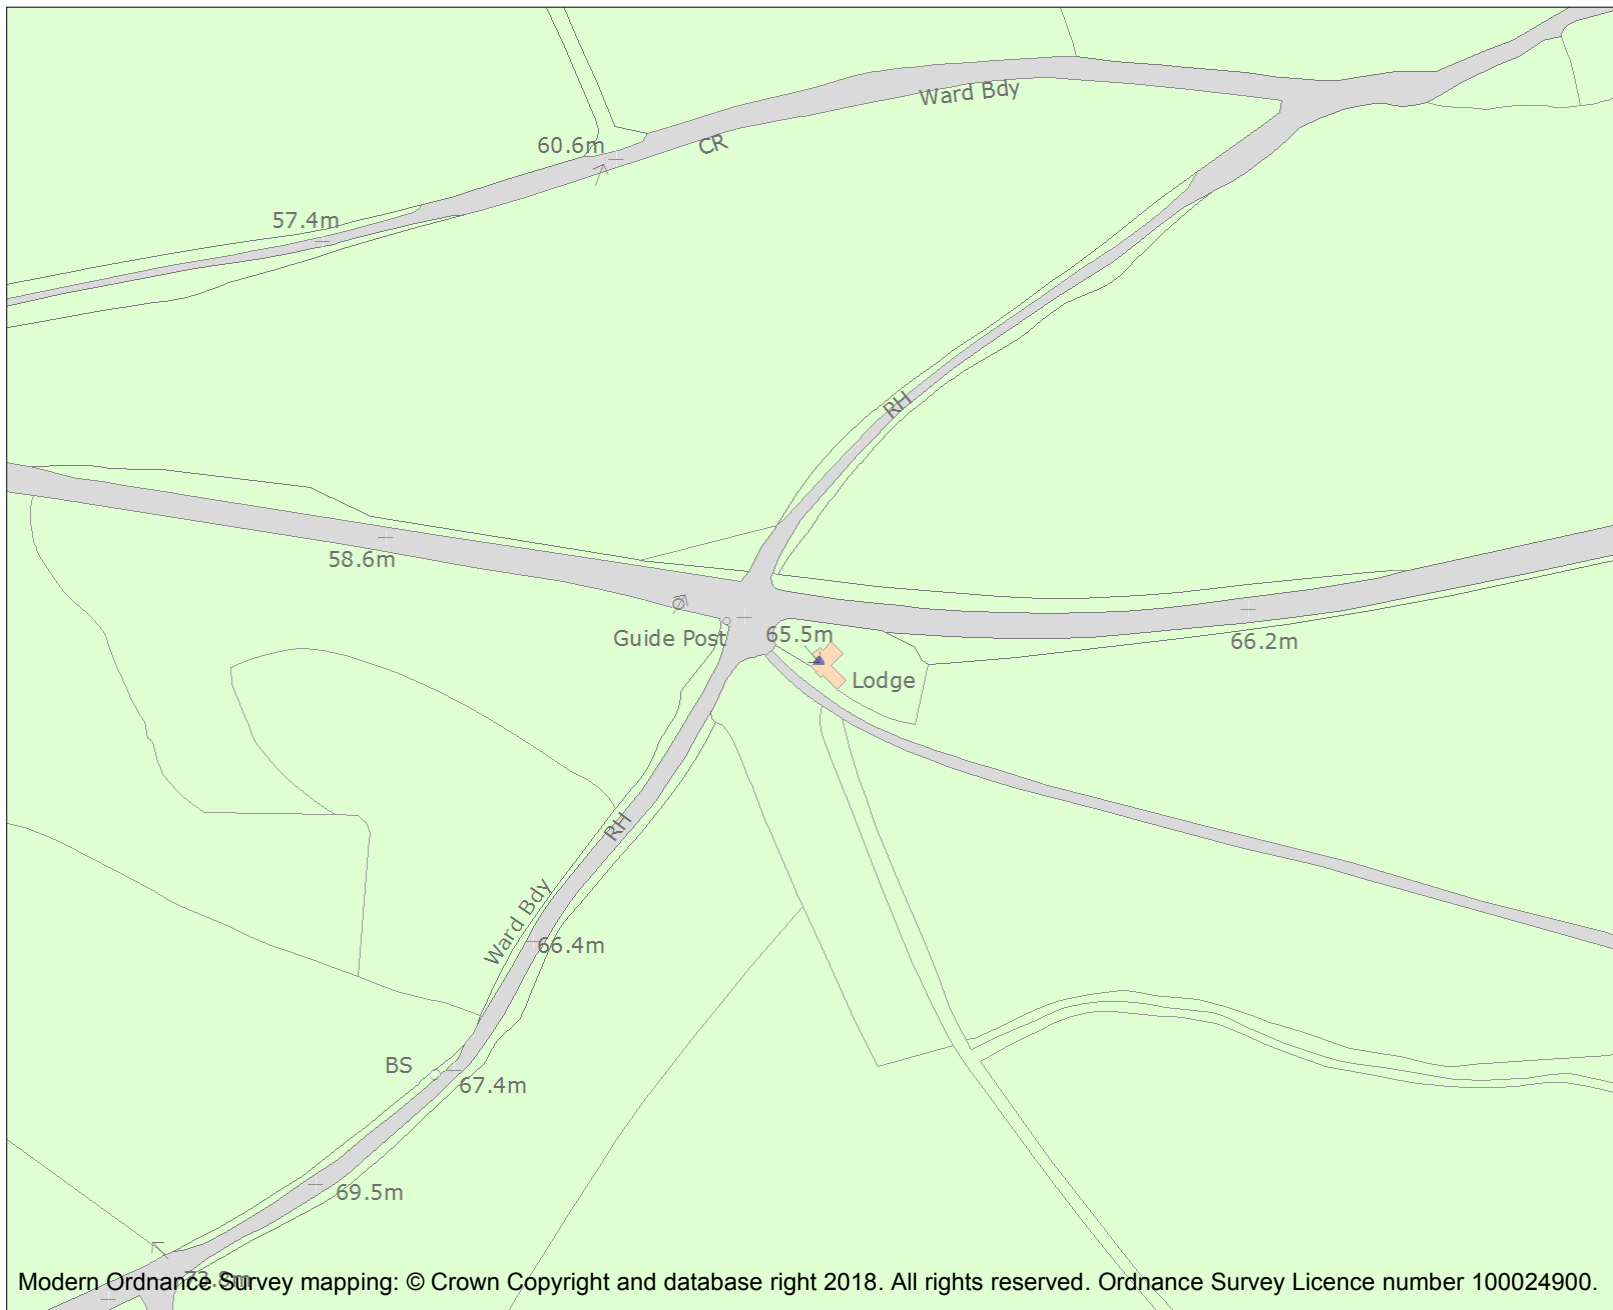 Ward Bdy
CR
60.6m
57.4m
RH
58.6m
Guide Post
65.5m
66.2m
Lodge
RH
Ward Bdy
66.4m
BS
67.4m
69.5m
Modern Ordnance Survey mapping: © Crown Copyright and database right 2018. All rights reserved. Ordnance Survey Licence number 100024900.